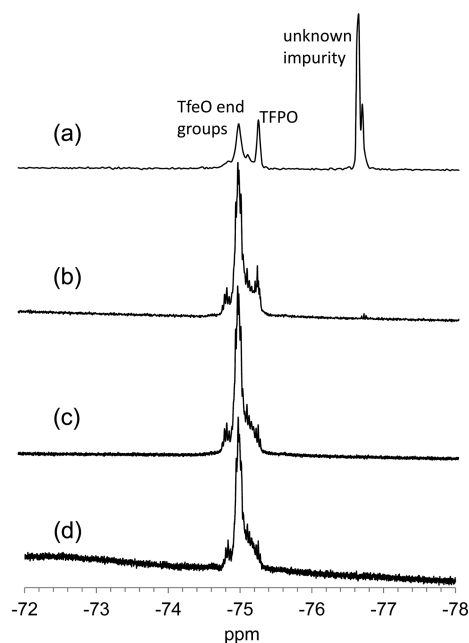 unknown
impurity
TfeO end
groups
TFPO
(a)
(b)
(c)
(d)
-72 -73 -74 -75 -76 -77 -78
ppm